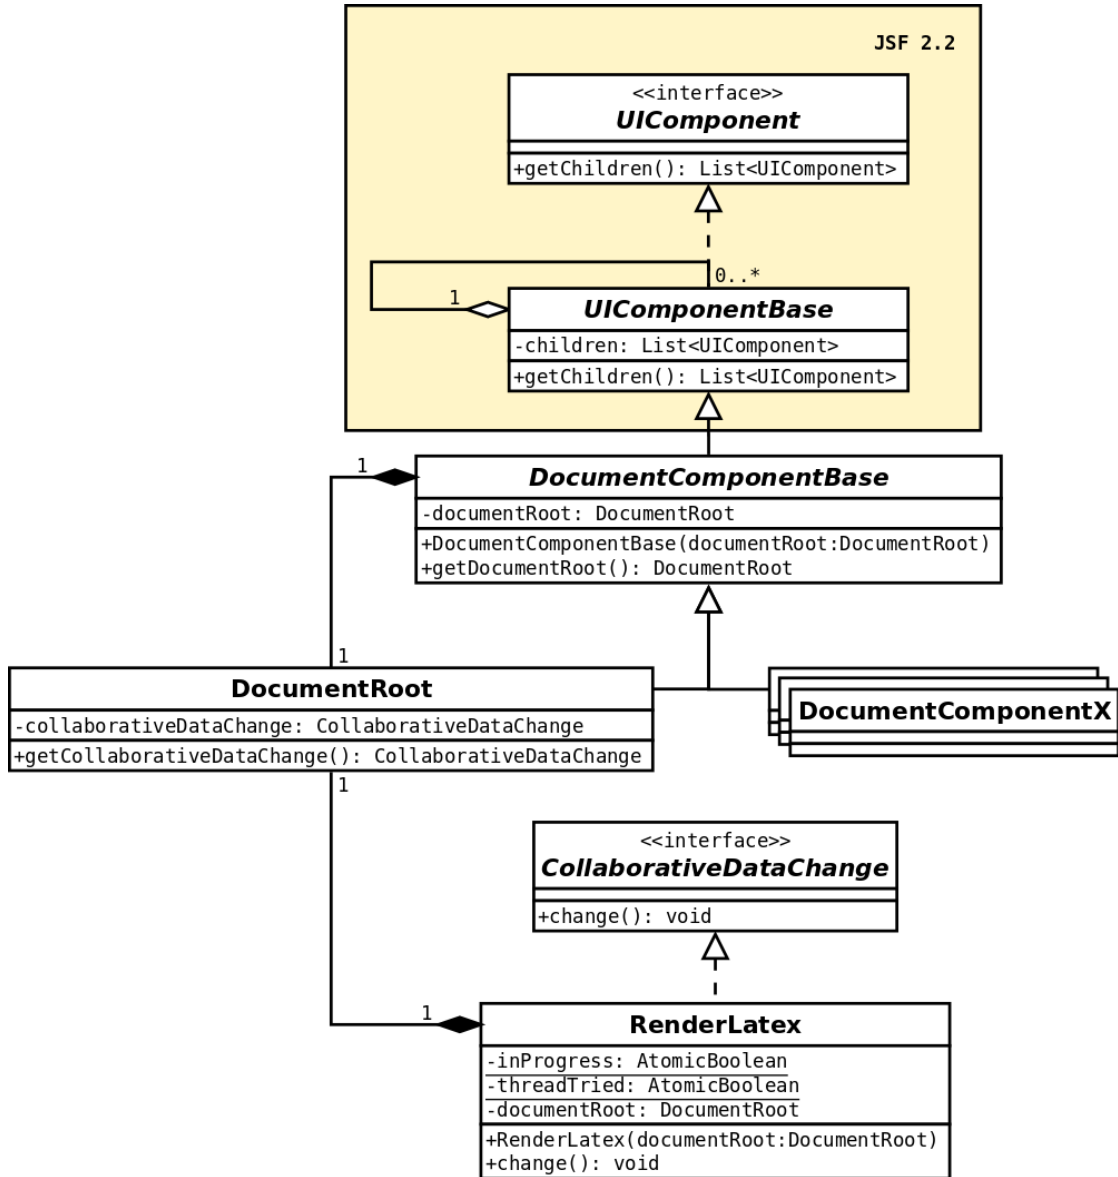 JSF 2.2
<<interface>>
UIComponent
+getChildren(): List<UIComponent>
0..*
1
UIComponentBase
-children: List<UIComponent>
+getChildren(): List<UIComponent>
1
DocumentComponentBase
-documentRoot: DocumentRoot
+DocumentComponentBase(documentRoot:DocumentRoot)
+getDocumentRoot(): DocumentRoot
1
DocumentRoot
-collaborativeDataChange: CollaborativeDataChange
+getCollaborativeDataChange(): CollaborativeDataChange
DocumentComponentX
1
<<interface>>
CollaborativeDataChange
+change(): void
1
RenderLatex
-inProgress: AtomicBoolean
-threadTried: AtomicBoolean
-documentRoot: DocumentRoot
+RenderLatex(documentRoot:DocumentRoot)
+change(): void